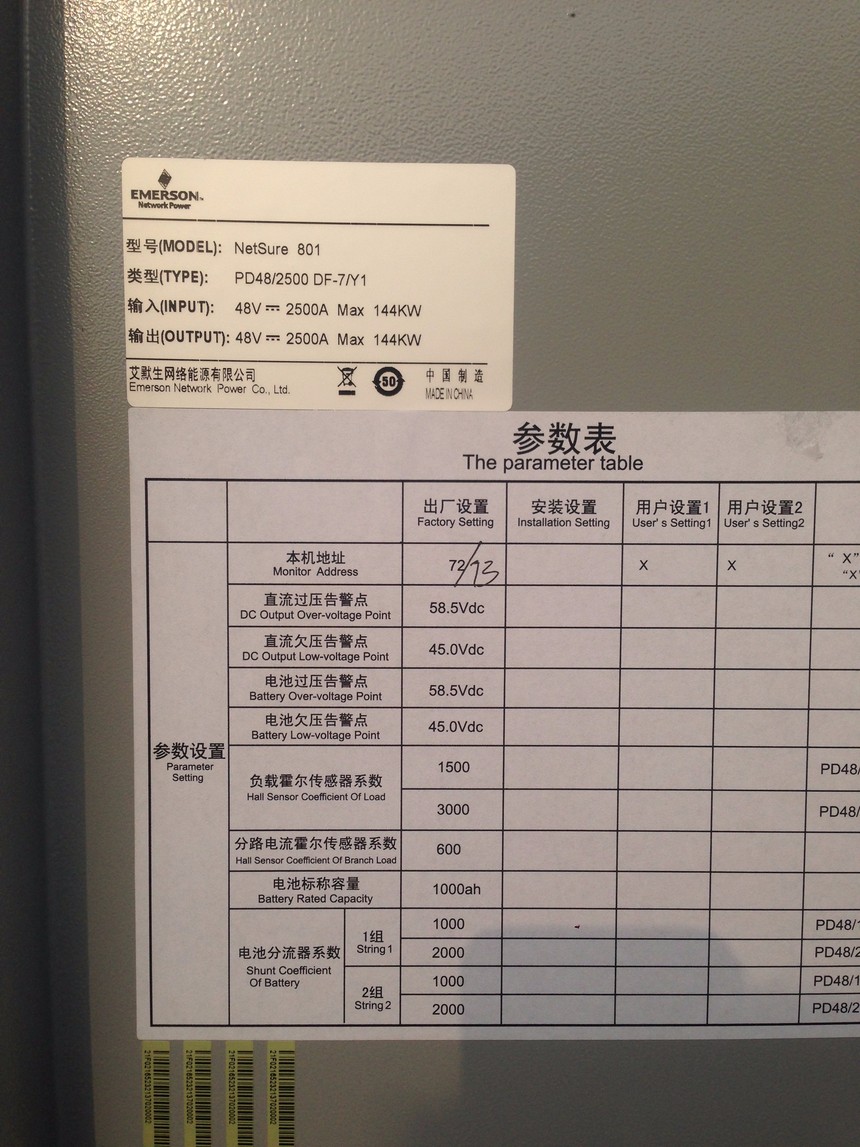 EMERSON
Network Power
型号(MODEL): NetSure 801
类型(TYPE): PD48/2500 DF-7/Y1
输入(INPUT): 48V ⎓ 2500A Max 144KW
输出(OUTPUT): 48V ⎓ 2500A Max 144KW
艾默生网络能源有限公司
Emerson Network Power Co., Ltd.
50
中国制造
MADE IN CHINA
参数表
The parameter table
出厂设置 安装设置 用户设置1 用户设置2
Factory Setting Installation Setting User's Setting1 User's Setting2
参数设置
Parameter
Setting
本机地址
Monitor Address
72/73 X X “ X”
“X
直流过压告警点
DC Output Over-voltage Point
58.5Vdc
直流欠压告警点
DC Output Low-voltage Point
45.0Vdc
电池过压告警点
Battery Over-voltage Point
58.5Vdc
电池欠压告警点
Battery Low-voltage Point
45.0Vdc
负载霍尔传感器系数
Hall Sensor Coefficient Of Load
1500 PD48/
3000 PD48/
分路电流霍尔传感器系数
Hall Sensor Coefficient Of Branch Load
600
电池标称容量
Battery Rated Capacity
1000ah
电池分流器系数
Shunt Coefficient
Of Battery
1组
String1
1000 PD48/1
2000 PD48/2
2组
String2
1000 PD48/1
2000 PD48/2